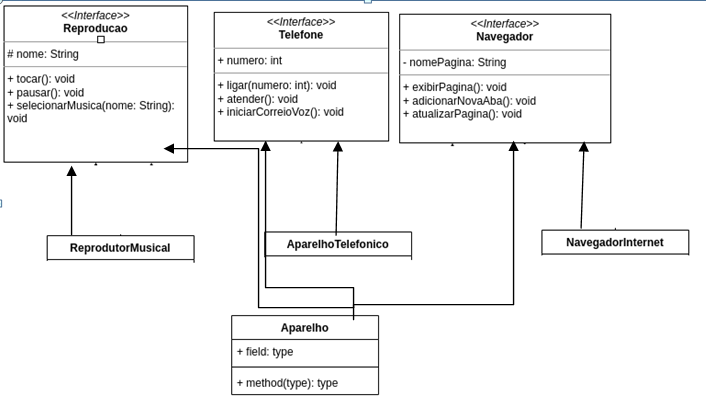 <<Interface>>
Reproducao
# nome: String
+ tocar(): void
+ pausar(): void
+ selecionarMusica(nome: String):
void
<<Interface>>
Telefone
+ numero: int
+ ligar(numero: int): void
+ atender(): void
+ iniciarCorreioVoz(): void
<<Interface>>
Navegador
- nomePagina: String
+ exibirPagina(): void
+ adicionarNovaAba(): void
+ atualizarPagina(): void
ReprodutorMusical
AparelhoTelefonico
NavegadorInternet
Aparelho
+ field: type
+ method(type): type